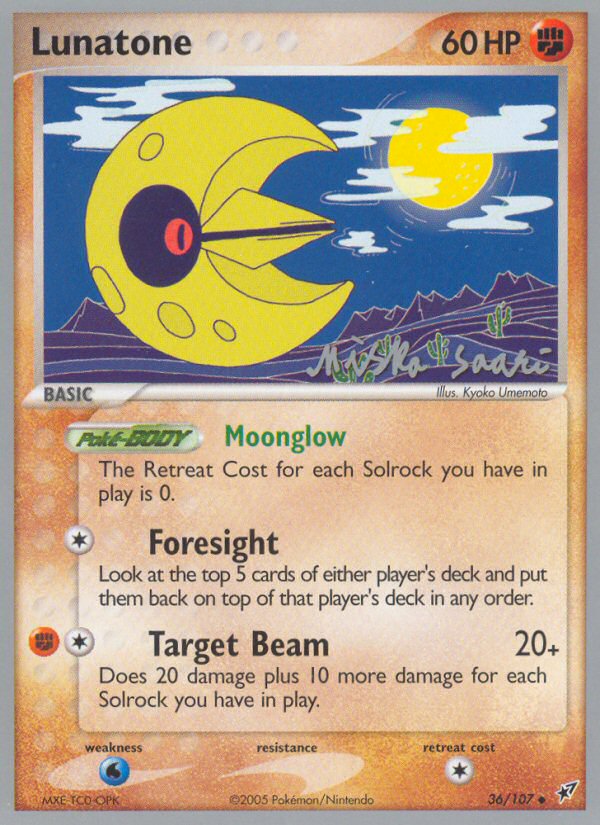 Lunatone
60 HP
Miska Saari
BASIC
Illus. Kyoko Umemoto
Poké-BODY Moonglow
The Retreat Cost for each Solrock you have in
play is 0.
Foresight
Look at the top 5 cards of either player's deck and put
them back on top of that player's deck in any order.
Target Beam 20+
Does 20 damage plus 10 more damage for each
Solrock you have in play.
weakness resistance retreat cost
MXE TC0 OPK ©2005 Pokémon/Nintendo 36/107